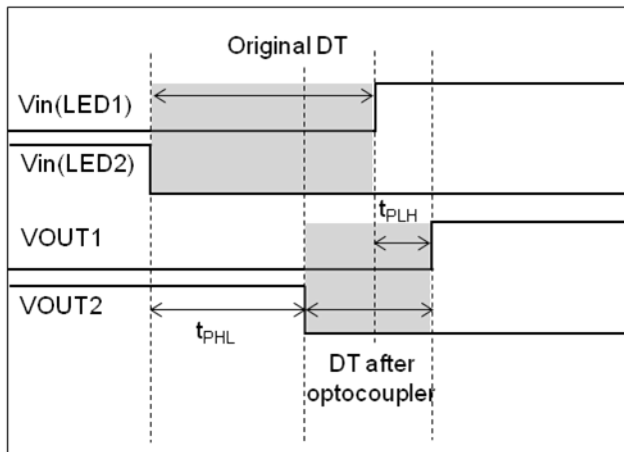 Original DT
Vin(LED1)
Vin(LED2)
tPLH
VOUT1
VOUT2
tPHL
DT after
optocoupler